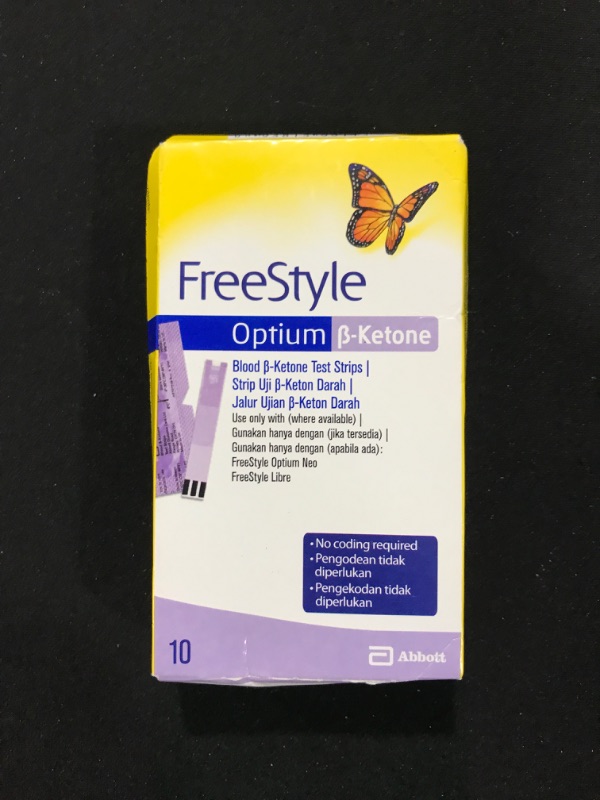 FreeStyle
Optium β-Ketone
Blood β-Ketone Test Strips |
Strip Uji β-Keton Darah |
Jalur Ujian β-Keton Darah
Use only with (where available) |
Gunakan hanya dengan (jika tersedia) |
Gunakan hanya dengan (apabila ada):
FreeStyle Optium Neo
FreeStyle Libre
• No coding required
• Pengodean tidak
diperlukan
• Pengekodan tidak
diperlukan
10
Abbott